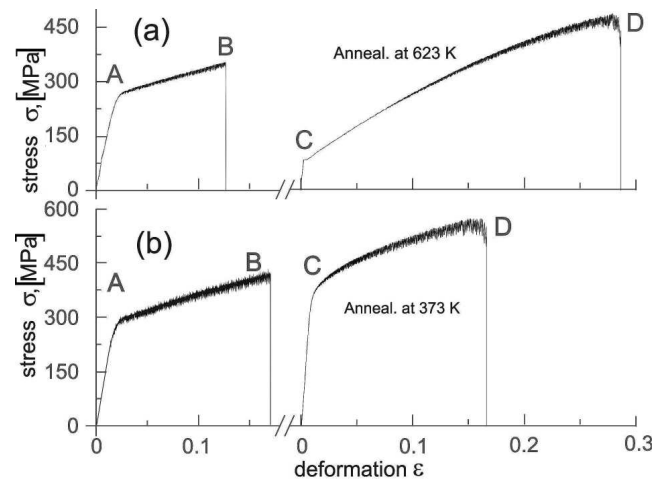 450
300
150
0
stress σ, [MPa]
(a)
A
B
Anneal. at 623 K
C
D
600
450
300
150
0
stress σ, [MPa]
(b)
A
B
C
D
Anneal. at 373 K
0
0.1
0
0.1
0.2
0.3
deformation ε